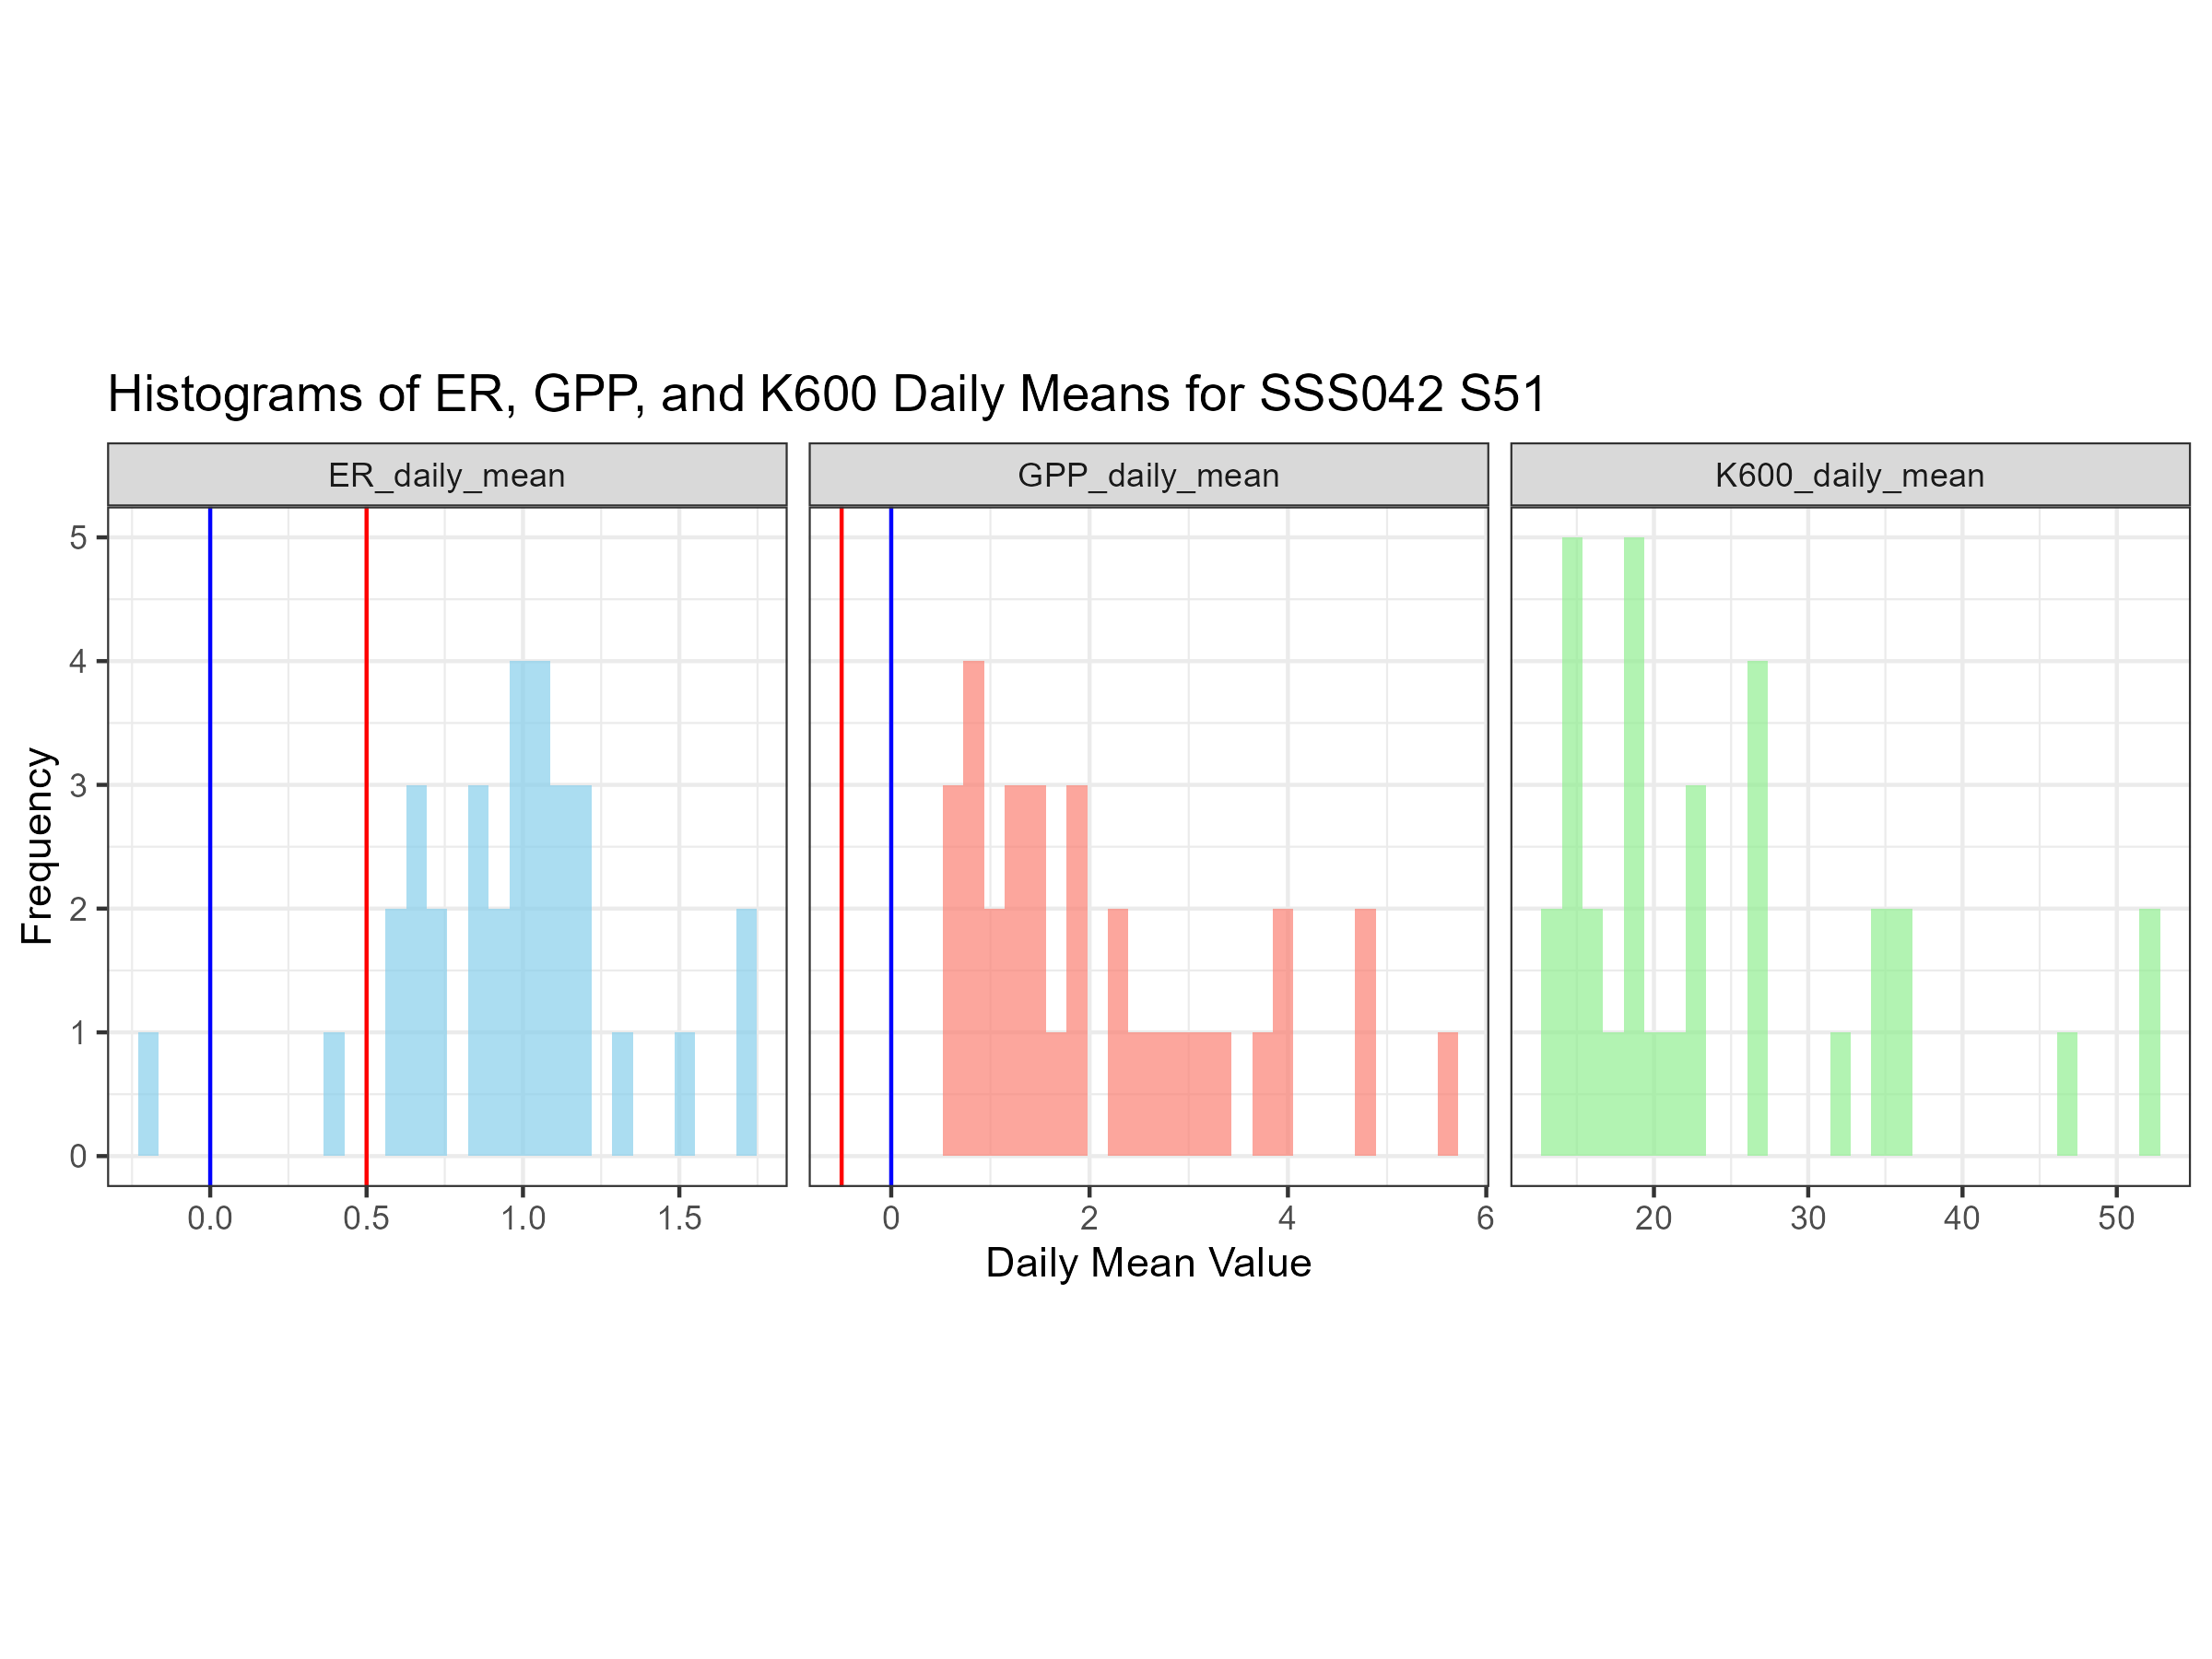 Histograms of ER, GPP, and K600 Daily Means for SSS042 S51
ER_daily_mean
GPP_daily_mean
K600_daily_mean
Frequency
5
4
3
2
1
0
0.0 0.5 1.0 1.5
0 2 4 6
20 30 40 50
Daily Mean Value